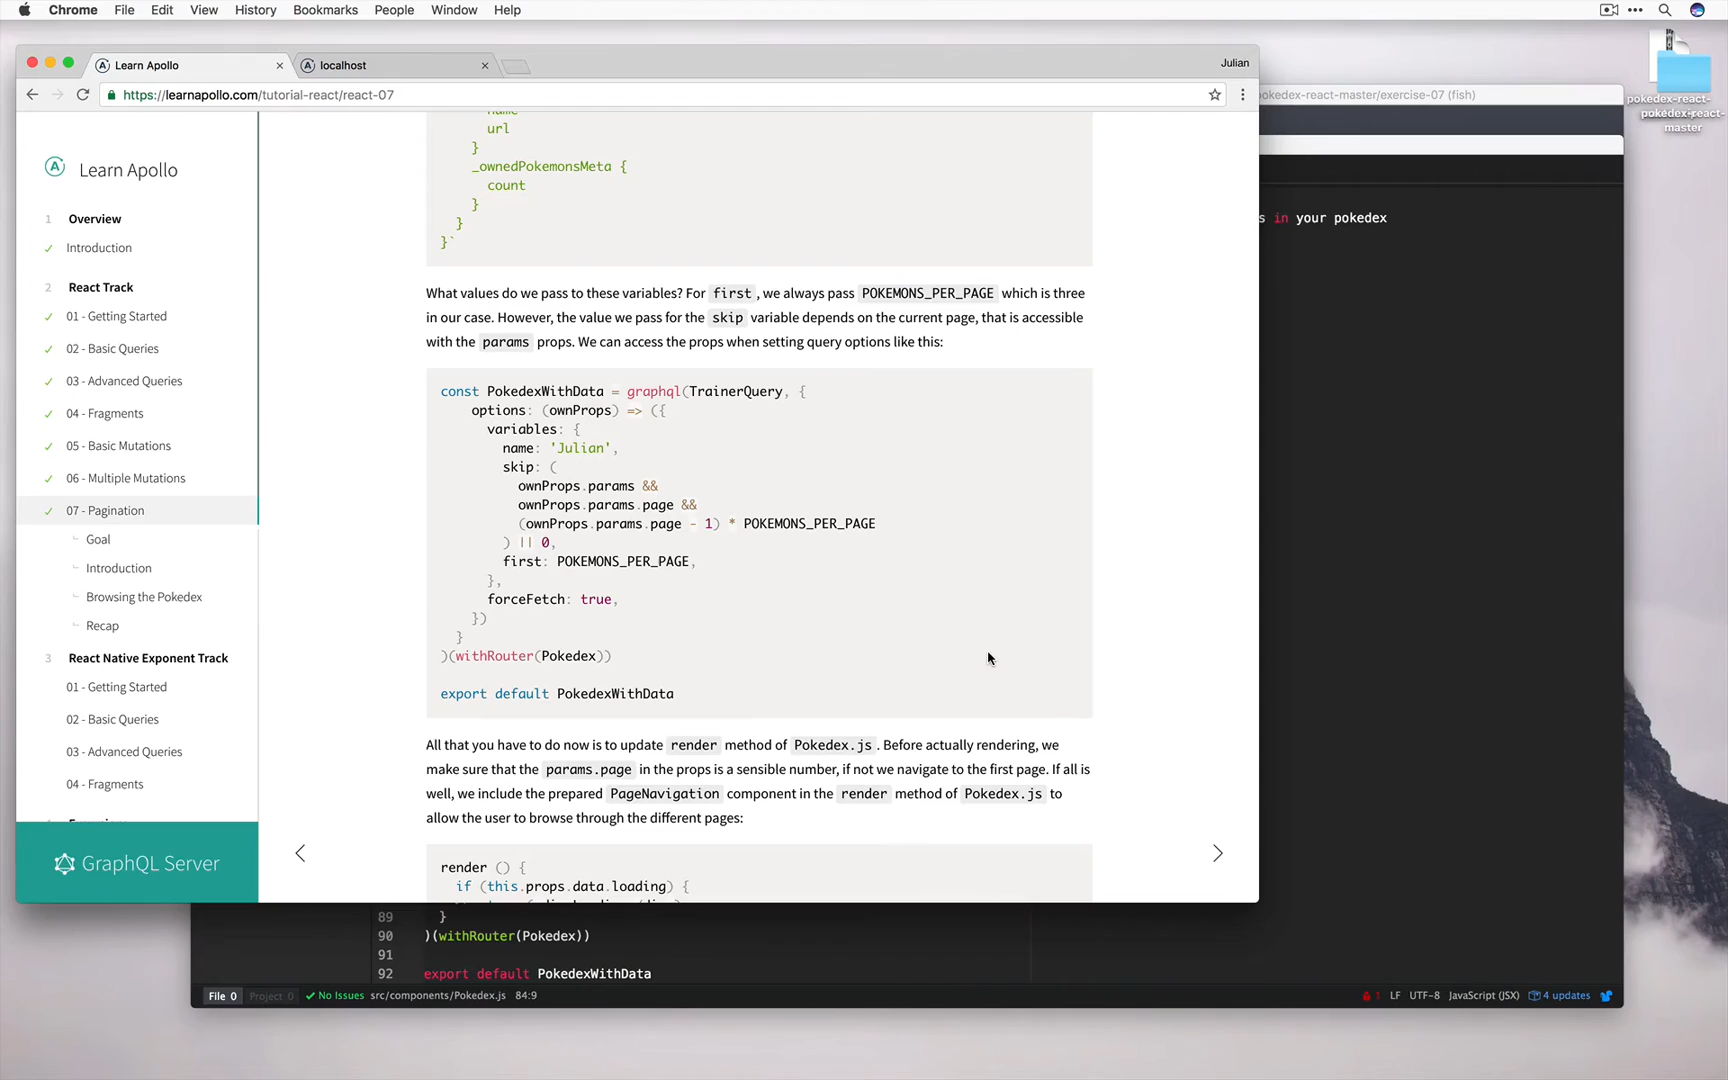 Chrome File Edit View History Bookmarks People Window Help
Learn Apollo
localhost
Julian
https://learnapollo.com/tutorial-react/react-07
pokedex-react-master/exercise-07 (fish)
pokedex-react-
pokedex-react-
master
Learn Apollo
1 Overview
✓ Introduction
2 React Track
✓ 01 - Getting Started
✓ 02 - Basic Queries
✓ 03 - Advanced Queries
✓ 04 - Fragments
✓ 05 - Basic Mutations
✓ 06 - Multiple Mutations
✓ 07 - Pagination
Goal
Introduction
Browsing the Pokedex
Recap
3 React Native Exponent Track
01 - Getting Started
02 - Basic Queries
03 - Advanced Queries
04 - Fragments
GraphQL Server
name
url
}
_ownedPokemonsMeta {
count
}
}
}`
What values do we pass to these variables? For first, we always pass POKEMONS_PER_PAGE which is three
in our case. However, the value we pass for the skip variable depends on the current page, that is accessible
with the params props. We can access the props when setting query options like this:
const PokedexWithData = graphql(TrainerQuery, {
options: (ownProps) => ({
variables: {
name: 'Julian',
skip: (
ownProps.params &&
ownProps.params.page &&
(ownProps.params.page - 1) * POKEMONS_PER_PAGE
) || 0,
first: POKEMONS_PER_PAGE,
},
forceFetch: true,
})
}
)(withRouter(Pokedex))
export default PokedexWithData
All that you have to do now is to update render method of Pokedex.js. Before actually rendering, we
make sure that the params.page in the props is a sensible number, if not we navigate to the first page. If all is
well, we include the prepared PageNavigation component in the render method of Pokedex.js to
allow the user to browse through the different pages:
render () {
if (this.props.data.loading) {
s in your pokedex
89 }
90 )(withRouter(Pokedex))
91
92 export default PokedexWithData
File 0 Project 0 ✓ No Issues src/components/Pokedex.js 84:9
1 LF UTF-8 JavaScript (JSX) 4 updates